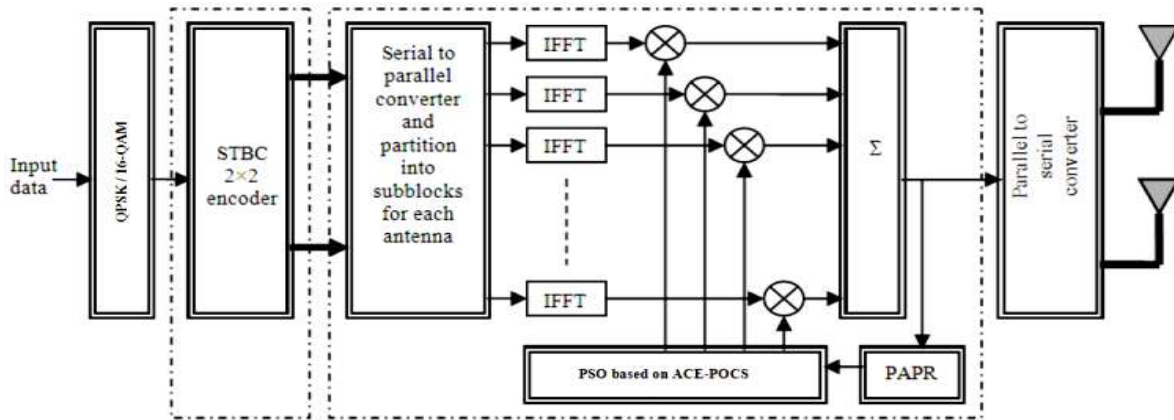 Input
data
QPSK / 16-QAM
STBC
2×2
encoder
Serial to
parallel
converter
and
partition
into
subblocks
for each
antenna
IFFT
IFFT
IFFT
IFFT
Σ
Parallel to
serial
converter
PSO based on ACE-POCS
PAPR